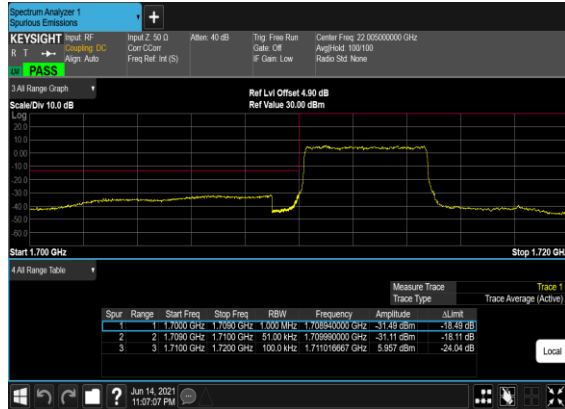 Spectrum Analyzer 1
Spurious Emissions
KEYSIGHT Input: RF Input Z: 50 Ω Atten: 40 dB Trig: Free Run Center Freq: 22.005000000 GHz
R T Coupling: DC Corr CCorr Gate: Off Avg|Hold: 100/100
Align: Auto Freq Ref: Int (S) IF Gain: Low Radio Std: None
LV PASS
3 All Range Graph
Ref Lvl Offset 4.90 dB
Scale/Div 10.0 dB Ref Value 30.00 dBm
Log
20.0
10.0
0.00
-10.0
-20.0
-30.0
-40.0
-50.0
-60.0
Start 1.700 GHz Stop 1.720 GHz
4 All Range Table
Measure Trace Trace 1
Trace Type Trace Average (Active)
Spur Range Start Freq Stop Freq RBW Frequency Amplitude ΔLimit
1 1 1.7000 GHz 1.7090 GHz 1.000 MHz 1.708940000 GHz -31.49 dBm -18.49 dB
2 2 1.7090 GHz 1.7100 GHz 51.00 kHz 1.709990000 GHz -31.11 dBm -18.11 dB
3 3 1.7100 GHz 1.7200 GHz 100.0 kHz 1.711016667 GHz 5.957 dBm -24.04 dB
Local
Jun 14, 2021
11:07:07 PM